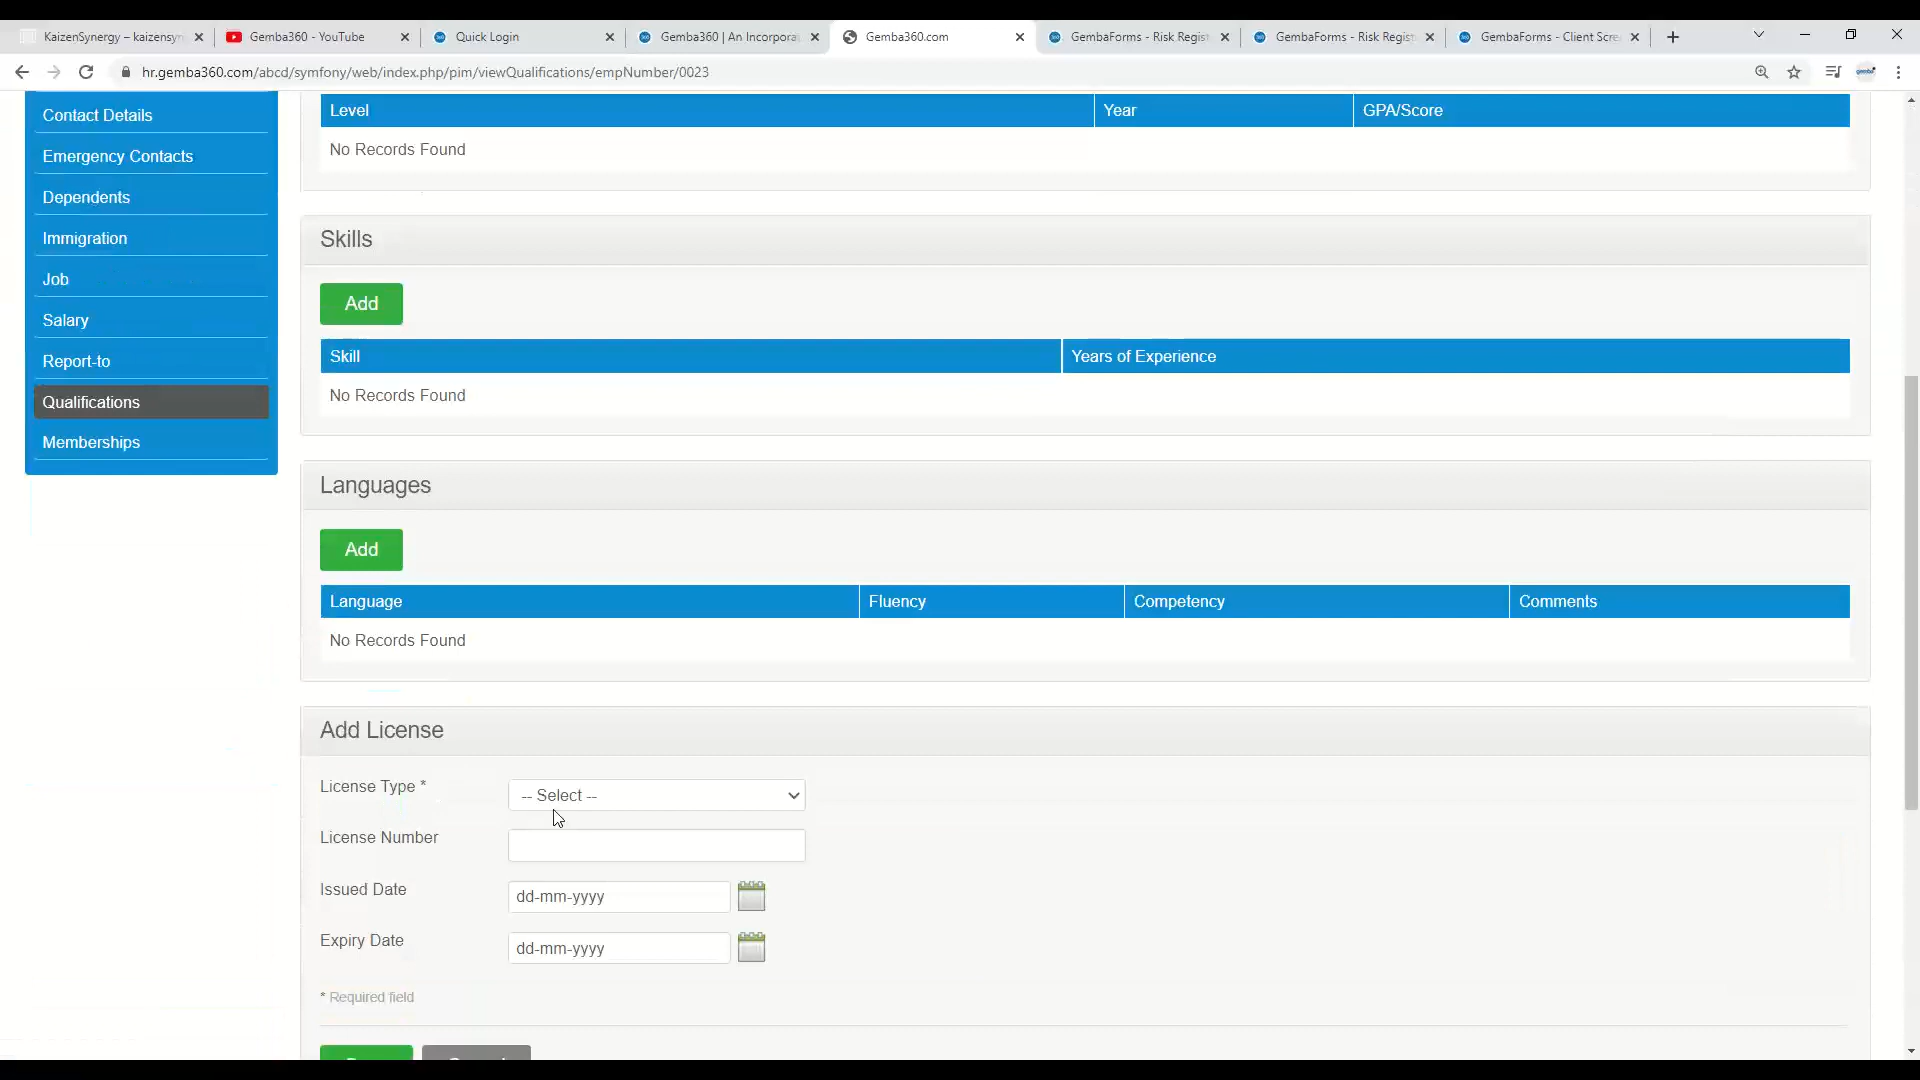 KaizenSynergy – kaizensyn
Gemba360 - YouTube
Quick Login
Gemba360 | An Incorpora
Gemba360.com
GembaForms - Risk Regist
GembaForms - Risk Regist
GembaForms - Client Scre
hr.gemba360.com/abcd/symfony/web/index.php/pim/viewQualifications/empNumber/0023
Contact Details
Emergency Contacts
Dependents
Immigration
Job
Salary
Report-to
Qualifications
Memberships
Level Year GPA/Score
No Records Found
Skills
Add
Skill Years of Experience
No Records Found
Languages
Add
Language Fluency Competency Comments
No Records Found
Add License
License Type * -- Select --
License Number
Issued Date dd-mm-yyyy
Expiry Date dd-mm-yyyy
* Required field